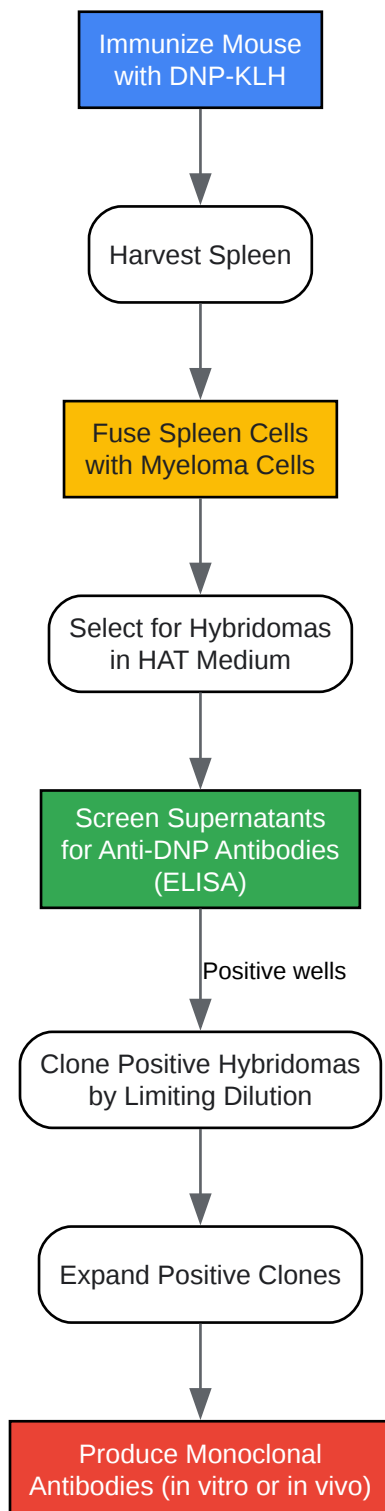 Immunize Mouse
with DNP-KLH
Harvest Spleen
Fuse Spleen Cells
with Myeloma Cells
Select for Hybridomas
in HAT Medium
Screen Supernatants
for Anti-DNP Antibodies
(ELISA)
Positive wells
Clone Positive Hybridomas
by Limiting Dilution
Expand Positive Clones
Produce Monoclonal
Antibodies (in vitro or in vivo)